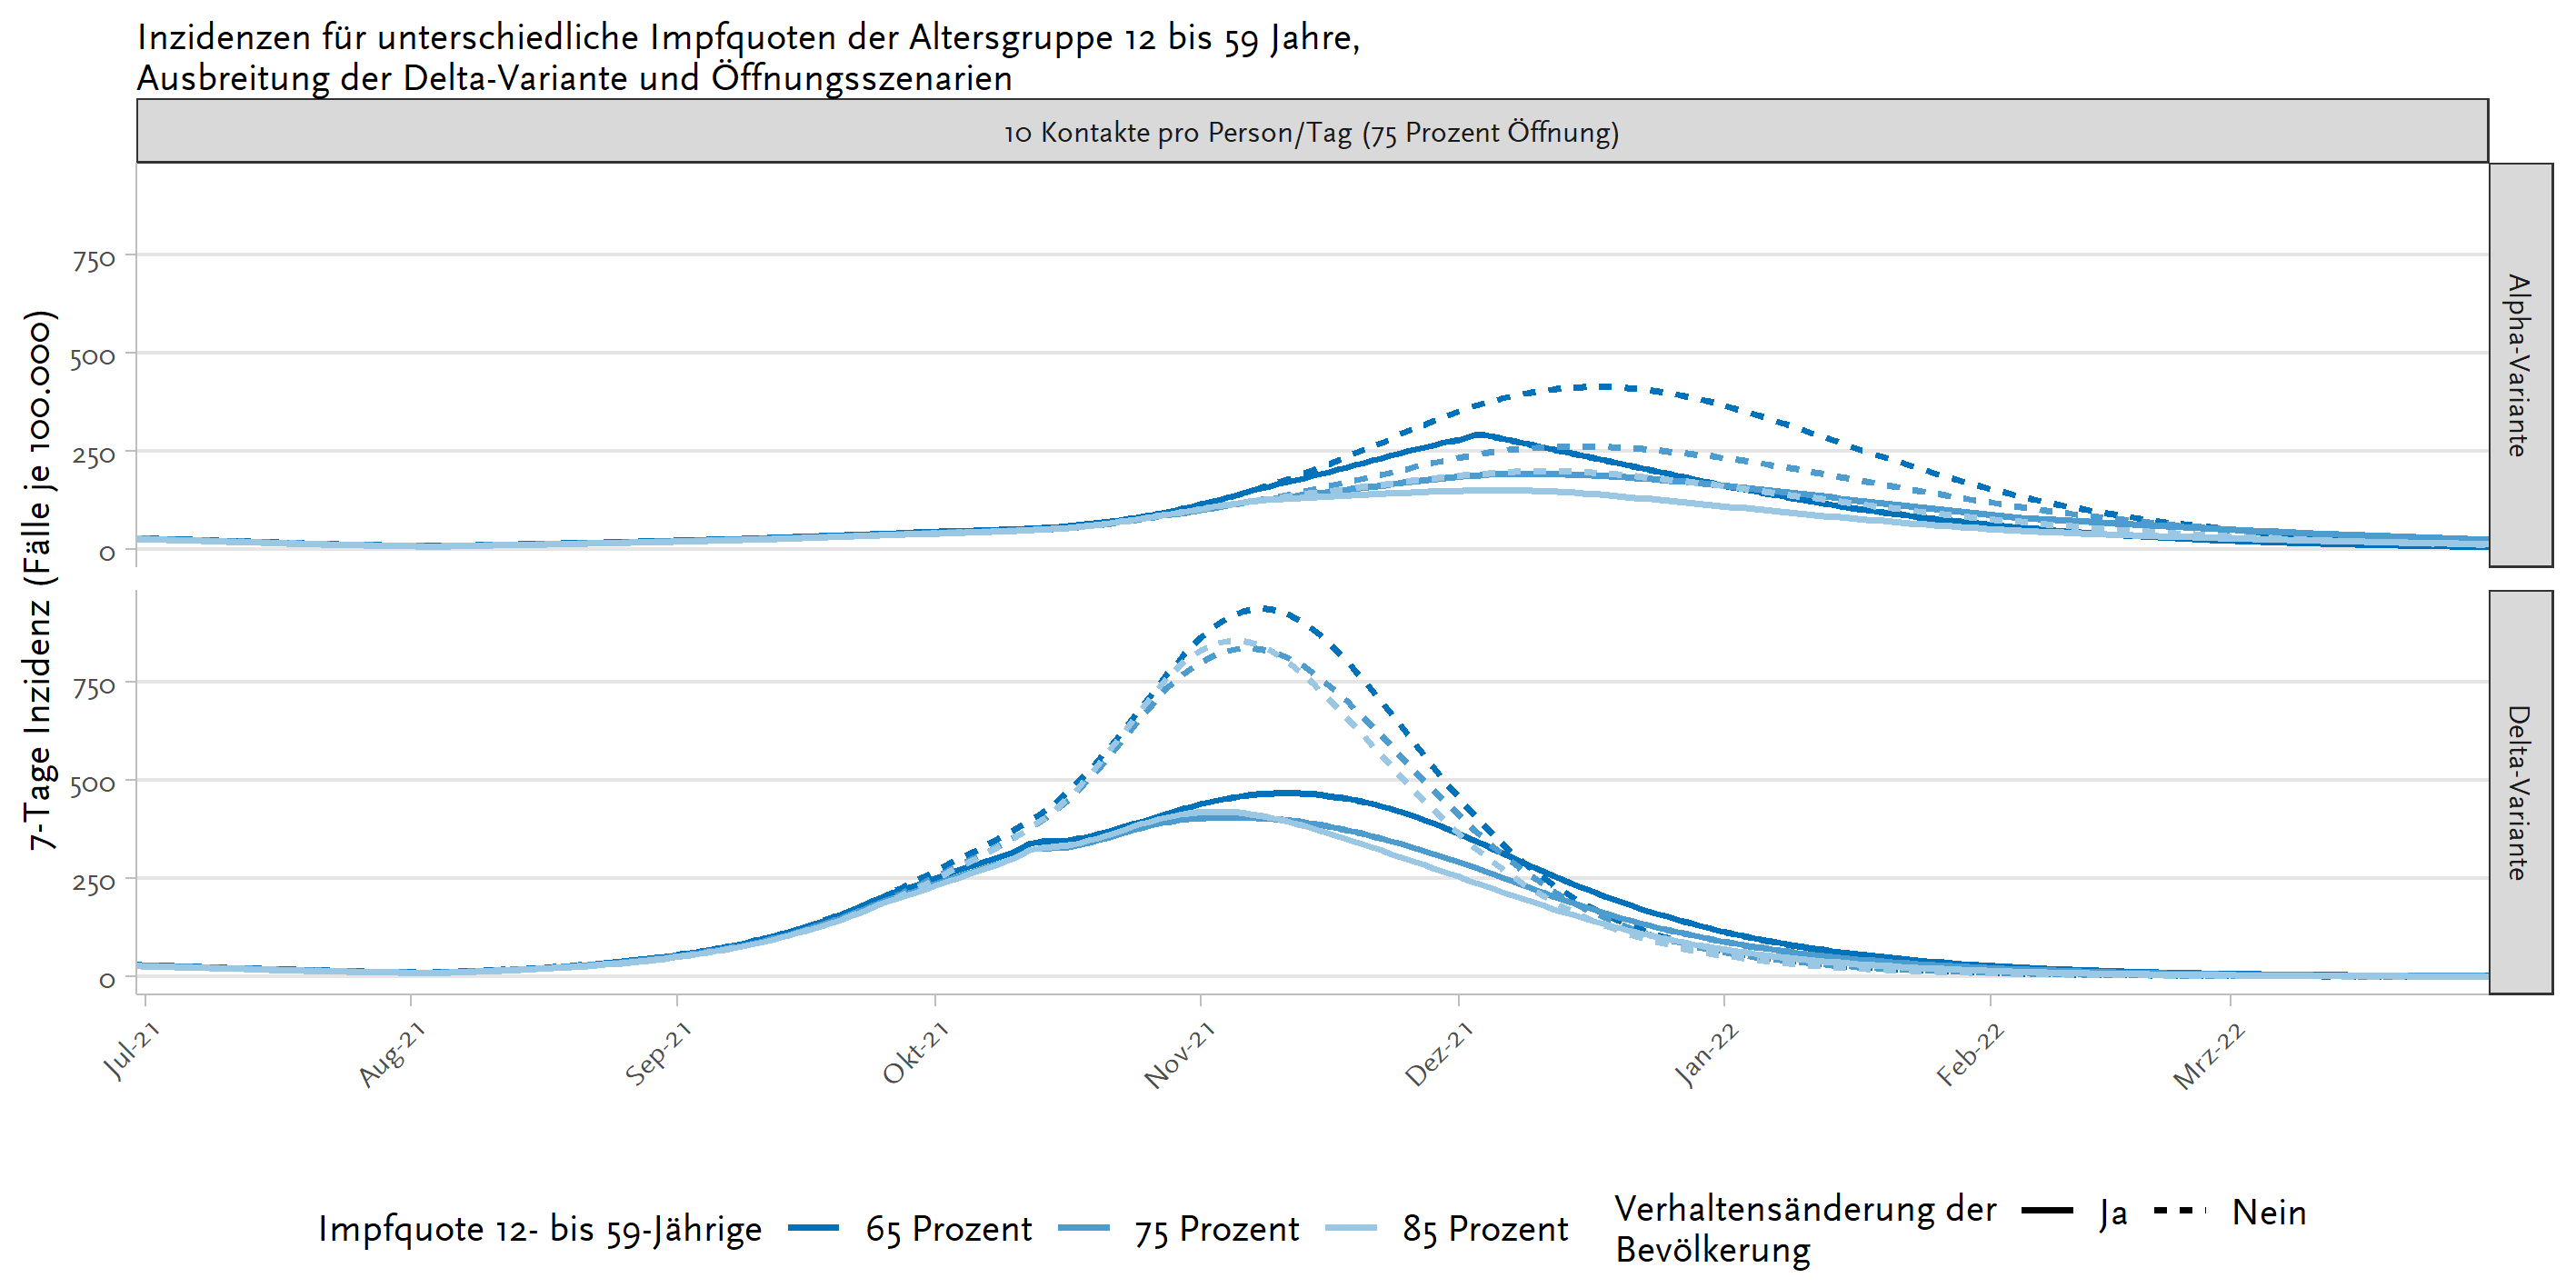 Inzidenzen für unterschiedliche Impfquoten der Altersgruppe 12 bis 59 Jahre,
Ausbreitung der Delta-Variante und Öffnungsszenarien
10 Kontakte pro Person/Tag (75 Prozent Öffnung)
7-Tage Inzidenz (Fälle je 100.000)
750
500
250
0
Alpha-Variante
750
500
250
0
Delta-Variante
Jul-21
Aug-21
Sep-21
Okt-21
Nov-21
Dez-21
Jan-22
Feb-22
Mrz-22
Impfquote 12- bis 59-Jährige
65 Prozent
75 Prozent
85 Prozent
Verhaltensänderung der
Bevölkerung
Ja
Nein